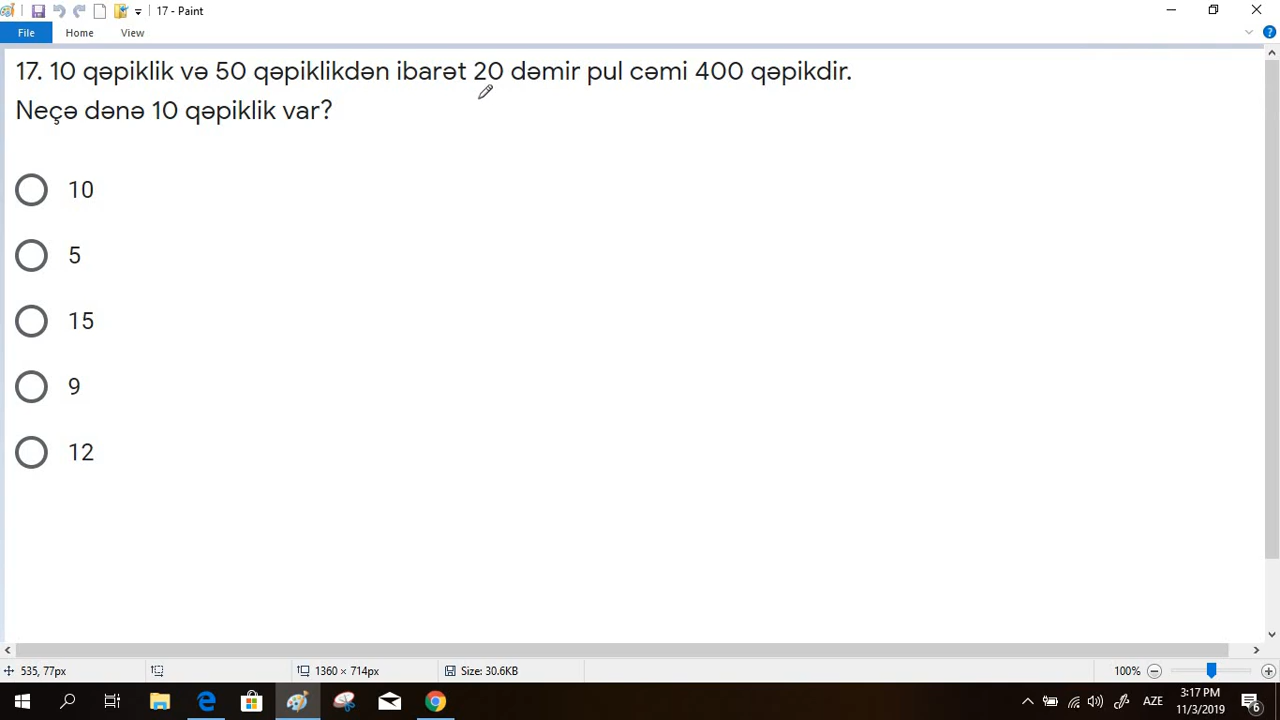 17 - Paint
File Home View
17. 10 qəpiklik və 50 qəpiklikdən ibarət 20 dəmir pul cəmi 400 qəpikdir.
Neçə dənə 10 qəpiklik var?
10
5
15
9
12
535, 77px
1360 × 714px
Size: 30.6KB
100%
AZE
3:17 PM
11/3/2019
6